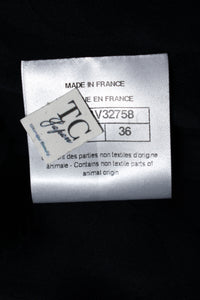 MADE IN FRANCE
E EN FRANCE
V32758
TC
Japan
36
des parties non textiles d'origine
animale - Contains non textile parts of
animal origin